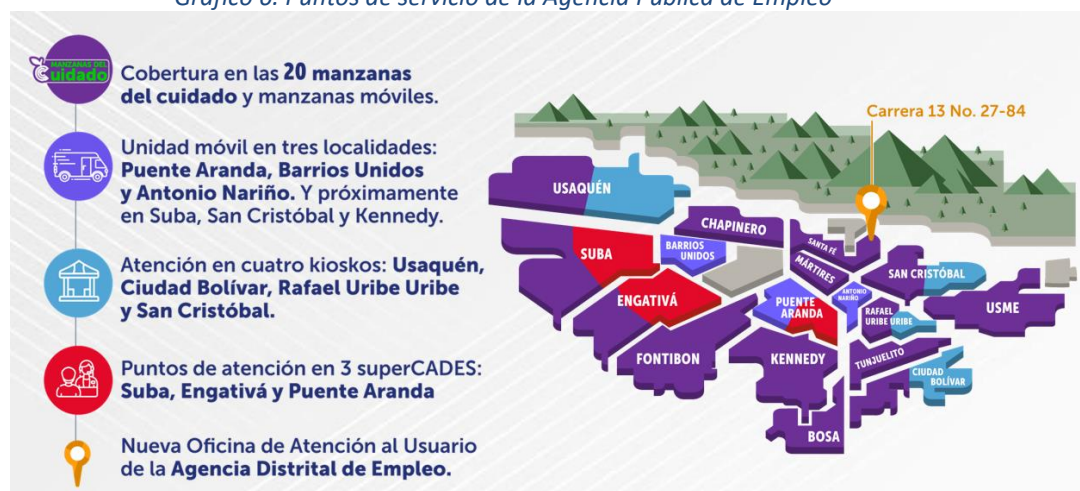 Gráfico 6. Puntos de servicio de la Agencia Pública de Empleo
MANZANAS DEL
cuidado
Cobertura en las 20 manzanas
del cuidado y manzanas móviles.
Unidad móvil en tres localidades:
Puente Aranda, Barrios Unidos
y Antonio Nariño. Y próximamente
en Suba, San Cristóbal y Kennedy.
Atención en cuatro kioskos: Usaquén,
Ciudad Bolívar, Rafael Uribe Uribe
y San Cristóbal.
Puntos de atención en 3 superCADES:
Suba, Engativá y Puente Aranda
Nueva Oficina de Atención al Usuario
de la Agencia Distrital de Empleo.
Carrera 13 No. 27-84
USAQUÉN
CHAPINERO
SUBA
BARRIOS
UNIDOS
SANTA FÉ
MÁRTIRES
SAN CRISTÓBAL
ENGATIVÁ
PUENTE
ARANDA
ANTONIO
NARIÑO
RAFAEL
URIBE URIBE
USME
FONTIBON
KENNEDY
TUNJUELITO
CIUDAD
BOLÍVAR
BOSA